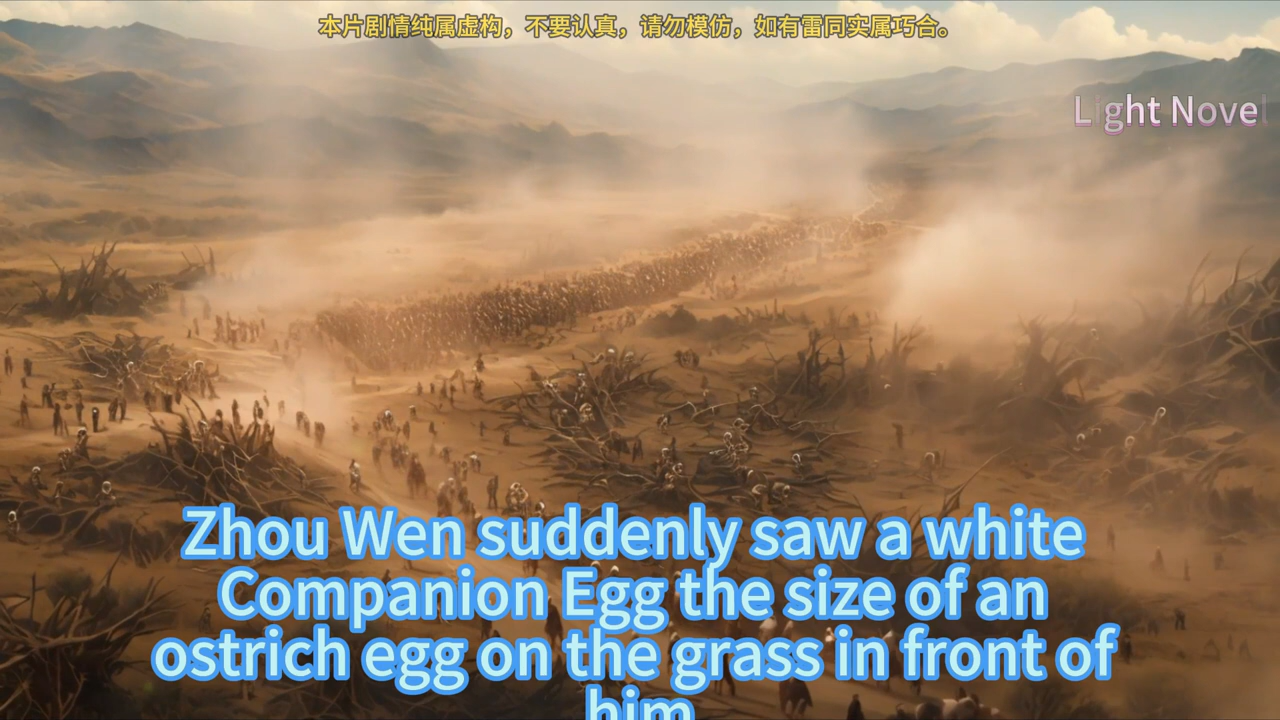 本片剧情纯属虚构，不要认真，请勿模仿，如有雷同实属巧合。
Light Novel
Zhou Wen suddenly saw a white
Companion Egg the size of an
ostrich egg on the grass in front of
him